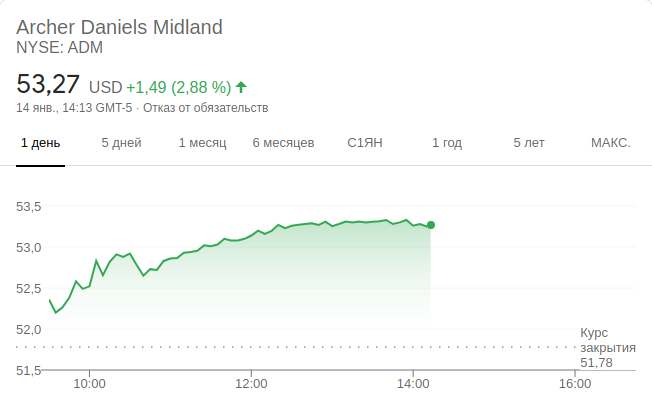 Archer Daniels Midland
NYSE: ADM
53,27 USD +1,49 (2,88 %)
14 янв., 14:13 GMT-5 · Отказ от обязательств
1 день 5 дней 1 месяц 6 месяцев С1ЯН 1 год 5 лет МАКС.
53,5
53,0
52,5
52,0
51,5
Курс
закрытия
51,78
10:00 12:00 14:00 16:00